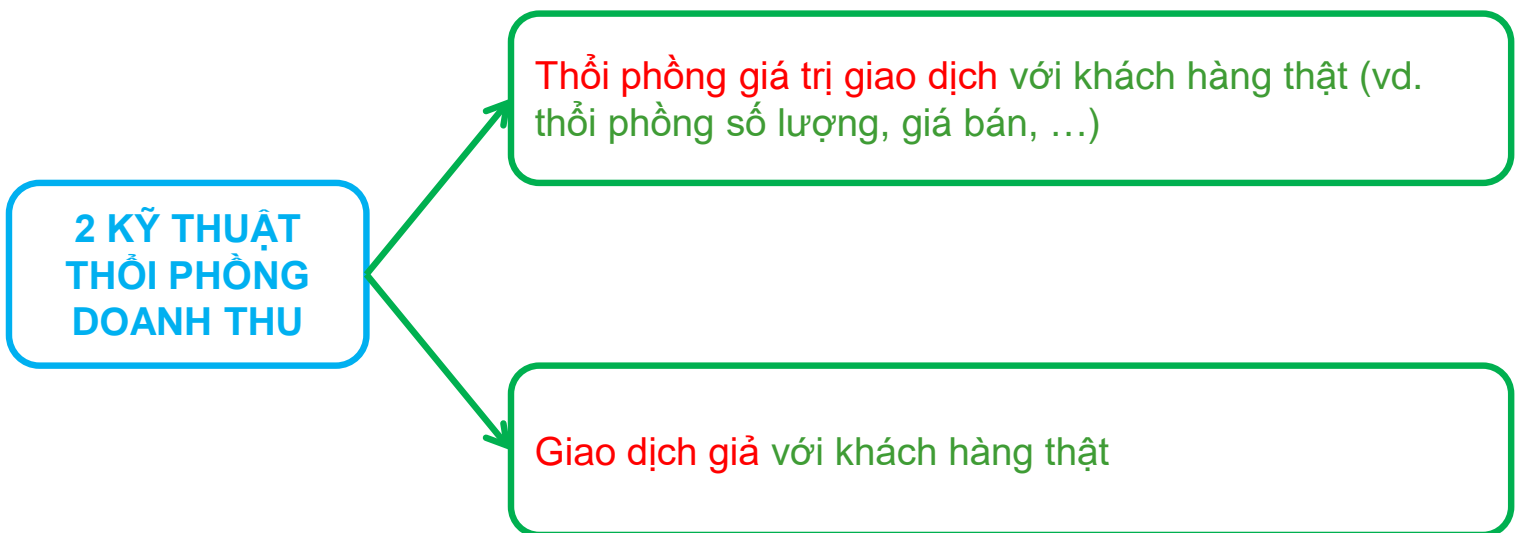 2 KỸ THUẬT
THỔI PHỒNG
DOANH THU
Thổi phồng giá trị giao dịch với khách hàng thật (vd.
thổi phồng số lượng, giá bán, …)
Giao dịch giả với khách hàng thật